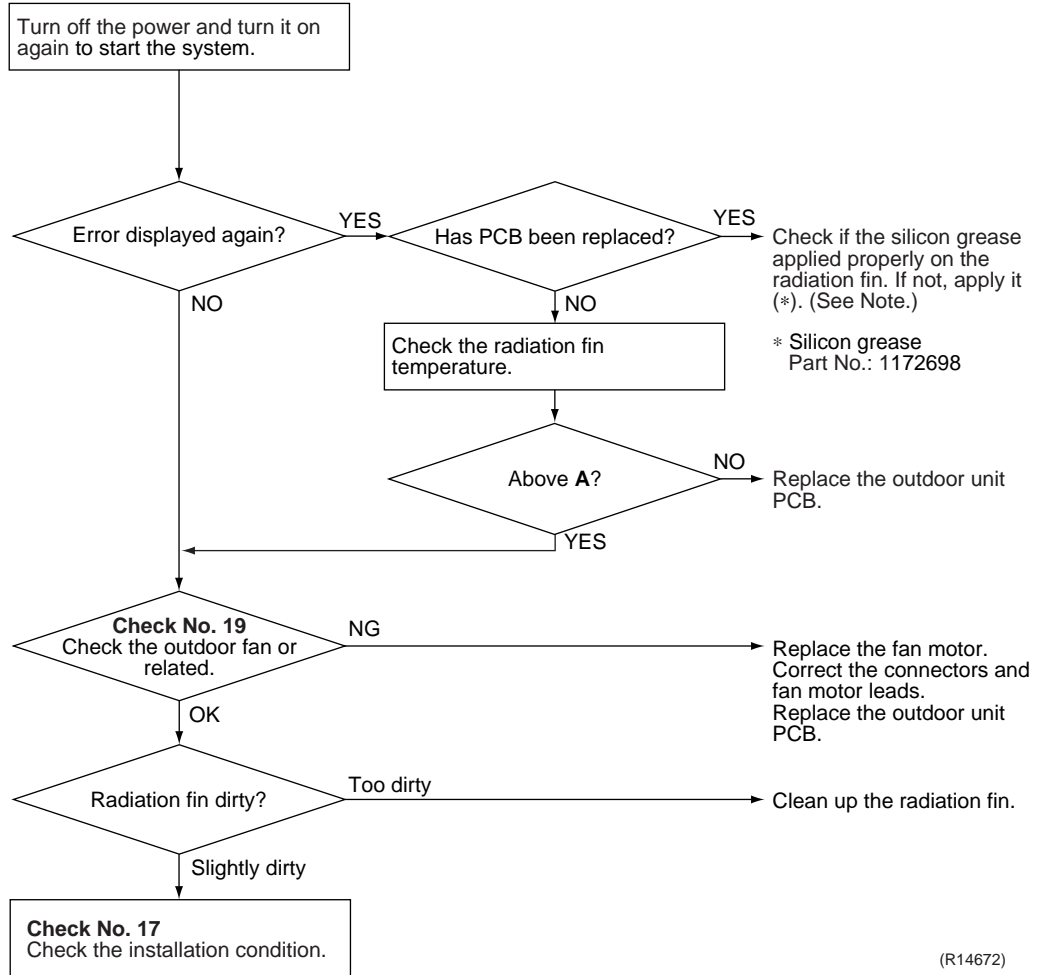 Turn off the power and turn it on
again to start the system.
Error displayed again?
YES
Has PCB been replaced?
YES
Check if the silicon grease
applied properly on the
radiation fin. If not, apply it
(*). (See Note.)
* Silicon grease
Part No.: 1172698
NO
NO
Check the radiation fin
temperature.
Above A?
NO
Replace the outdoor unit
PCB.
YES
Check No. 19
Check the outdoor fan or
related.
NG
Replace the fan motor.
Correct the connectors and
fan motor leads.
Replace the outdoor unit
PCB.
OK
Radiation fin dirty?
Too dirty
Clean up the radiation fin.
Slightly dirty
Check No. 17
Check the installation condition.
(R14672)